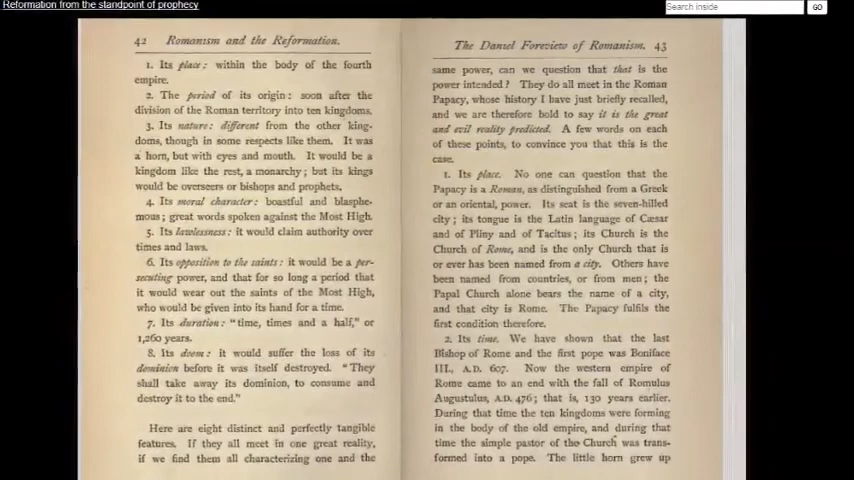 Reformation from the standpoint of prophecy
Search inside
GO
42 Romanism and the Reformation.
1. Its place: within the body of the fourth
empire.
2. The period of its origin: soon after the
division of the Roman territory into ten kingdoms.
3. Its nature: different from the other king-
doms, though in some respects like them. It was
a horn, but with eyes and mouth. It would be a
kingdom like the rest, a monarchy; but its kings
would be overseers or bishops and prophets.
4. Its moral character: boastful and blasphe-
mous; great words spoken against the Most High.
5. Its lawlessness: it would claim authority over
times and laws.
6. Its opposition to the saints: it would be a per-
secuting power, and that for so long a period that
it would wear out the saints of the Most High,
who would be given into its hand for a time.
7. Its duration: "time, times and a half," or
1,260 years.
8. Its doom: it would suffer the loss of its
dominion before it was itself destroyed. "They
shall take away its dominion, to consume and
destroy it to the end."
Here are eight distinct and perfectly tangible
features. If they all meet in one great reality,
if we find them all characterizing one and the
The Daniel Foreview of Romanism. 43
same power, can we question that that is the
power intended? They do all meet in the Roman
Papacy, whose history I have just briefly recalled,
and we are therefore bold to say it is the great
and evil reality predicted. A few words on each
of these points, to convince you that this is the
case.
1. Its place. No one can question that the
Papacy is a Roman, as distinguished from a Greek
or an oriental, power. Its seat is the seven-hilled
city; its tongue is the Latin language of Cæsar
and of Pliny and of Tacitus; its Church is the
Church of Rome, and is the only Church that is
or ever has been named from a city. Others have
been named from countries, or from men; the
Papal Church alone bears the name of a city,
and that city is Rome. The Papacy fulfils the
first condition therefore.
2. Its time. We have shown that the last
Bishop of Rome and the first pope was Boniface
III., A.D. 607. Now the western empire of
Rome came to an end with the fall of Romulus
Augustulus, A.D. 476; that is, 130 years earlier.
During that time the ten kingdoms were forming
in the body of the old empire, and during that
time the simple pastor of the Church was trans-
formed into a pope. The little horn grew up